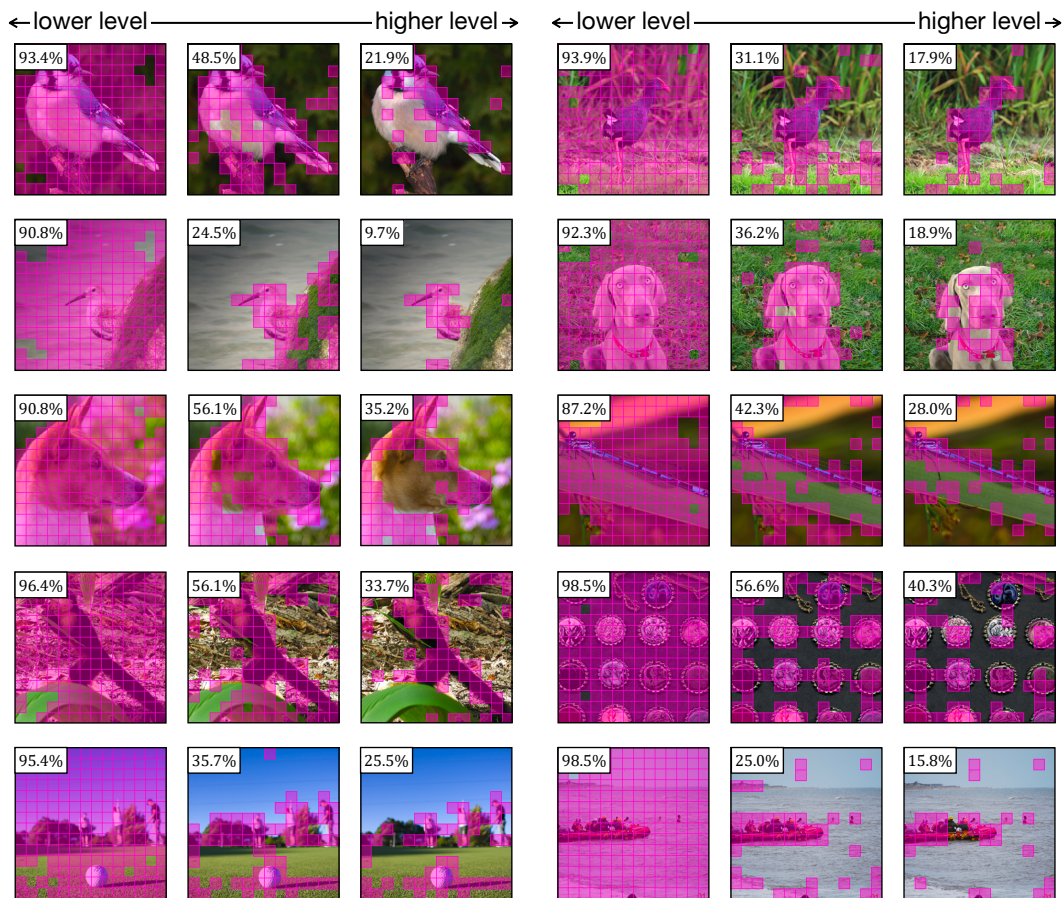 lower level higher level lower level higher level
93.4% 48.5% 21.9% 93.9% 31.1% 17.9%
90.8% 24.5% 9.7% 92.3% 36.2% 18.9%
90.8% 56.1% 35.2% 87.2% 42.3% 28.0%
96.4% 56.1% 33.7% 98.5% 56.6% 40.3%
95.4% 35.7% 25.5% 98.5% 25.0% 15.8%